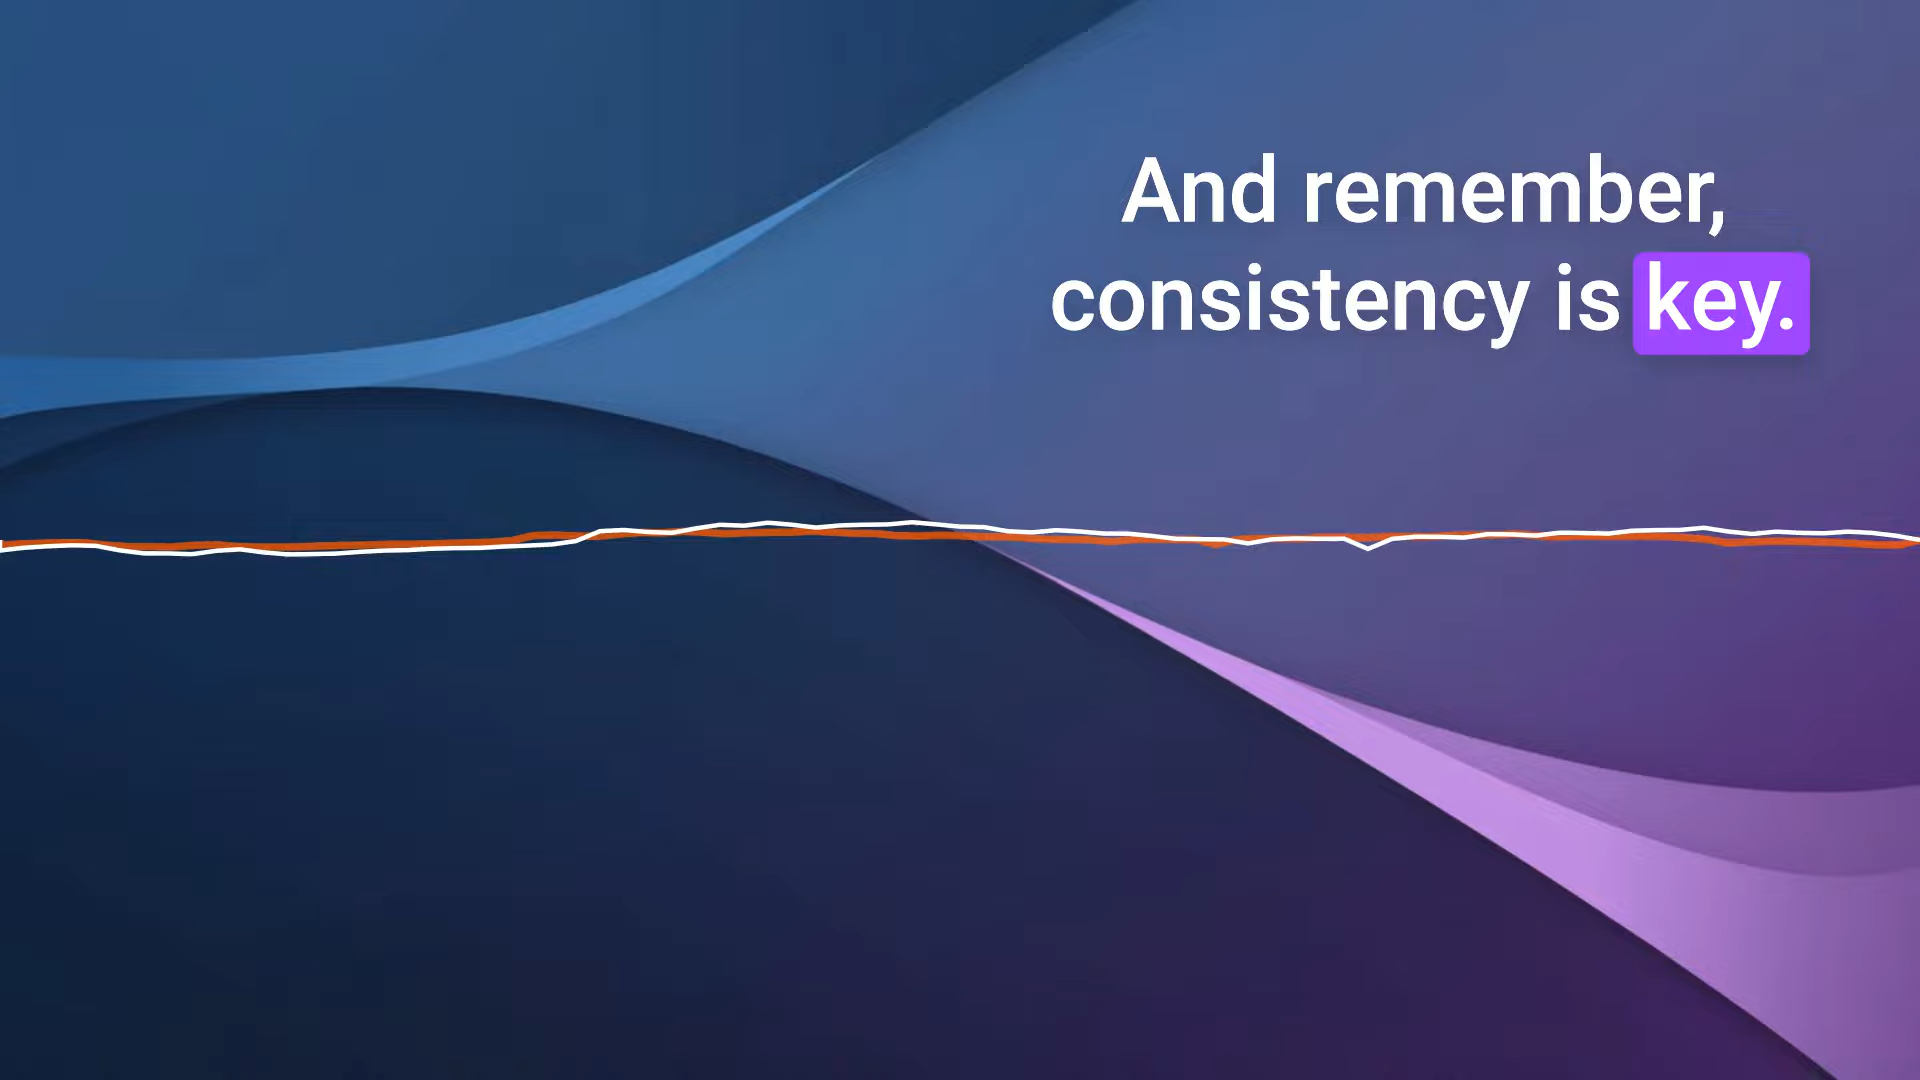 And remember,
consistency is key.